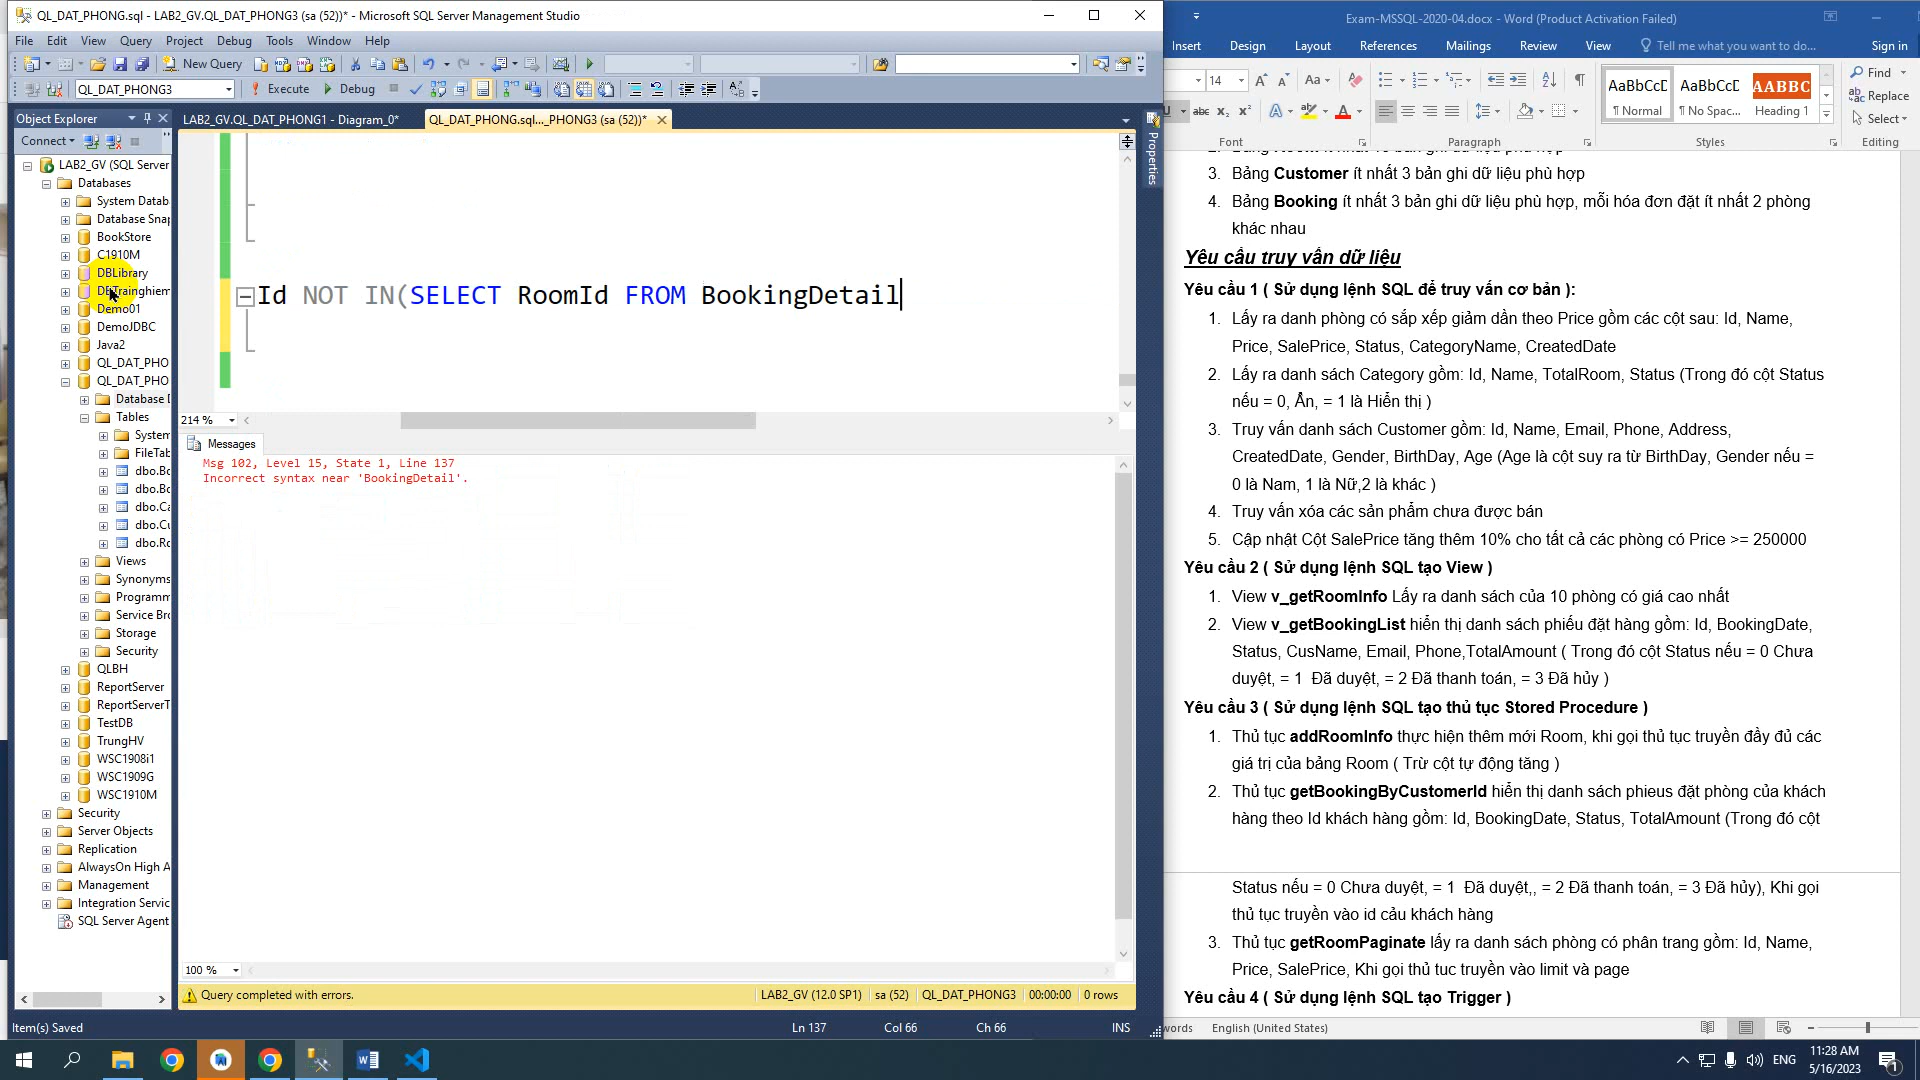 QL_DAT_PHONG.sql - LAB2_GV.QL_DAT_PHONG3 (sa (52))* - Microsoft SQL Server Management Studio
File Edit View Query Project Debug Tools Window Help
New Query
QL_DAT_PHONG3 Execute Debug
Object Explorer
Connect
LAB2_GV (SQL Server
Databases
System Datab
Database Snap
BookStore
C1910M
DBLibrary
DBTrainghiem
Demo01
DemoJDBC
Java2
QL_DAT_PHO
QL_DAT_PHO
Database D
Tables
System
FileTab
dbo.Bo
dbo.Bo
dbo.Ca
dbo.Cu
dbo.Ro
Views
Synonyms
Programm
Service Bro
Storage
Security
QLBH
ReportServer
ReportServerT
TestDB
TrungHV
WSC1908i1
WSC1909G
WSC1910M
Security
Server Objects
Replication
AlwaysOn High A
Management
Integration Servic
SQL Server Agent
LAB2_GV.QL_DAT_PHONG1 - Diagram_0*
QL_DAT_PHONG.sql..._PHONG3 (sa (52))*
Properties
Id NOT IN(SELECT RoomId FROM BookingDetail
214 %
Messages
Msg 102, Level 15, State 1, Line 137
Incorrect syntax near 'BookingDetail'.
100 %
Query completed with errors.
LAB2_GV (12.0 SP1) sa (52) QL_DAT_PHONG3 00:00:00 0 rows
Item(s) Saved Ln 137 Col 66 Ch 66 INS
Exam-MSSQL-2020-04.docx - Word (Product Activation Failed)
Insert Design Layout References Mailings Review View Tell me what you want to do... Sign in
14 Aa
AaBbCcD AaBbCcD AABBC
¶ Normal ¶ No Spac... Heading 1
Find
Replace
Select
Font Paragraph Styles Editing
3. Bảng Customer ít nhất 3 bản ghi dữ liệu phù hợp
4. Bảng Booking ít nhất 3 bản ghi dữ liệu phù hợp, mỗi hóa đơn đặt ít nhất 2 phòng
khác nhau
Yêu cầu truy vấn dữ liệu
Yêu cầu 1 ( Sử dụng lệnh SQL để truy vấn cơ bản ):
1. Lấy ra danh phòng có sắp xếp giảm dần theo Price gồm các cột sau: Id, Name,
Price, SalePrice, Status, CategoryName, CreatedDate
2. Lấy ra danh sách Category gồm: Id, Name, TotalRoom, Status (Trong đó cột Status
nếu = 0, Ẩn, = 1 là Hiển thị )
3. Truy vấn danh sách Customer gồm: Id, Name, Email, Phone, Address,
CreatedDate, Gender, BirthDay, Age (Age là cột suy ra từ BirthDay, Gender nếu =
0 là Nam, 1 là Nữ,2 là khác )
4. Truy vấn xóa các sản phẩm chưa được bán
5. Cập nhật Cột SalePrice tăng thêm 10% cho tất cả các phòng có Price >= 250000
Yêu cầu 2 ( Sử dụng lệnh SQL tạo View )
1. View v_getRoomInfo Lấy ra danh sách của 10 phòng có giá cao nhất
2. View v_getBookingList hiển thị danh sách phiếu đặt hàng gồm: Id, BookingDate,
Status, CusName, Email, Phone,TotalAmount ( Trong đó cột Status nếu = 0 Chưa
duyệt, = 1 Đã duyệt, = 2 Đã thanh toán, = 3 Đã hủy )
Yêu cầu 3 ( Sử dụng lệnh SQL tạo thủ tục Stored Procedure )
1. Thủ tục addRoomInfo thực hiện thêm mới Room, khi gọi thủ tục truyền đầy đủ các
giá trị của bảng Room ( Trừ cột tự động tăng )
2. Thủ tục getBookingByCustomerId hiển thị danh sách phieus đặt phòng của khách
hàng theo Id khách hàng gồm: Id, BookingDate, Status, TotalAmount (Trong đó cột
Status nếu = 0 Chưa duyệt, = 1 Đã duyệt,, = 2 Đã thanh toán, = 3 Đã hủy), Khi gọi
thủ tục truyền vào id cảu khách hàng
3. Thủ tục getRoomPaginate lấy ra danh sách phòng có phân trang gồm: Id, Name,
Price, SalePrice, Khi gọi thủ tuc truyền vào limit và page
Yêu cầu 4 ( Sử dụng lệnh SQL tạo Trigger )
words English (United States)
ENG 11:28 AM
5/16/2023